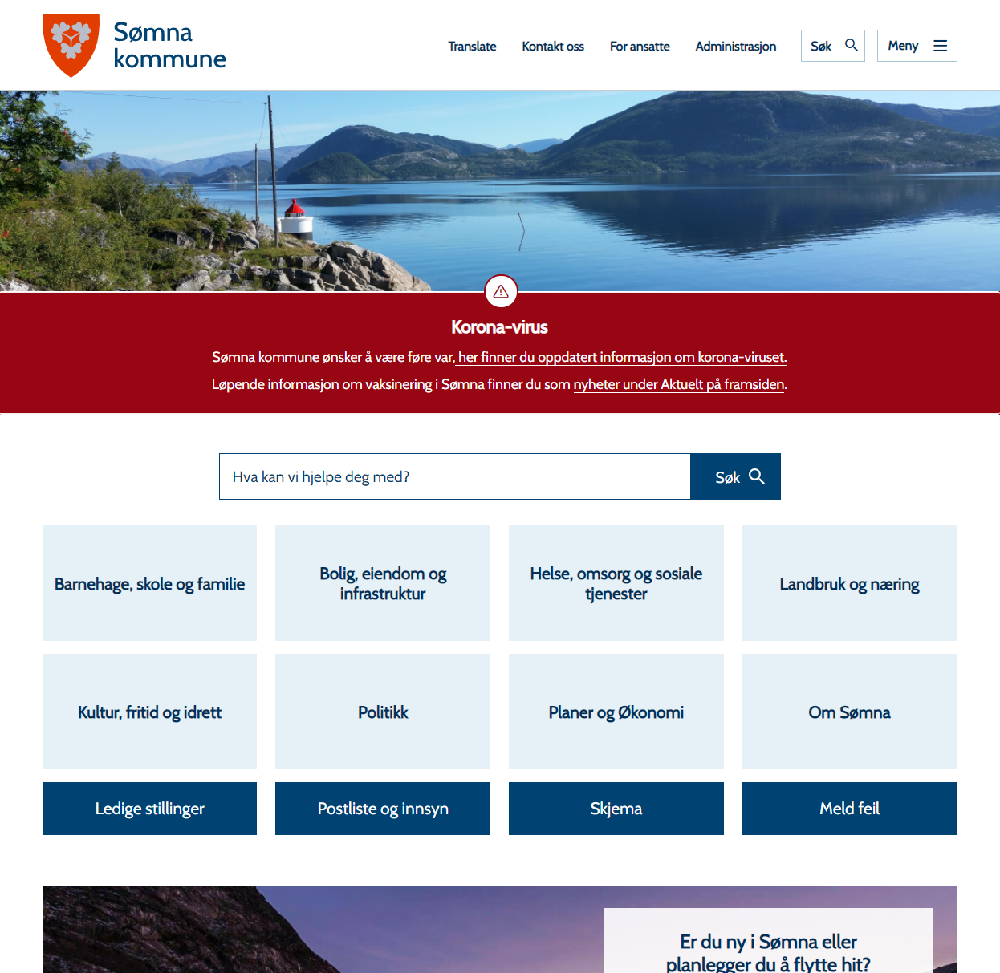 Sømna
kommune
Translate
Kontakt oss
For ansatte
Administrasjon
Søk
Meny
Korona-virus
Sømna kommune ønsker å være føre var, her finner du oppdatert informasjon om korona-viruset.
Løpende informasjon om vaksinering i Sømna finner du som nyheter under Aktuelt på framsiden.
Hva kan vi hjelpe deg med?
Søk
Barnehage, skole og familie
Bolig, eiendom og
infrastruktur
Helse, omsorg og sosiale
tjenester
Landbruk og næring
Kultur, fritid og idrett
Politikk
Planer og Økonomi
Om Sømna
Ledige stillinger
Postliste og innsyn
Skjema
Meld feil
Er du ny i Sømna eller
planlegger du å flytte hit?